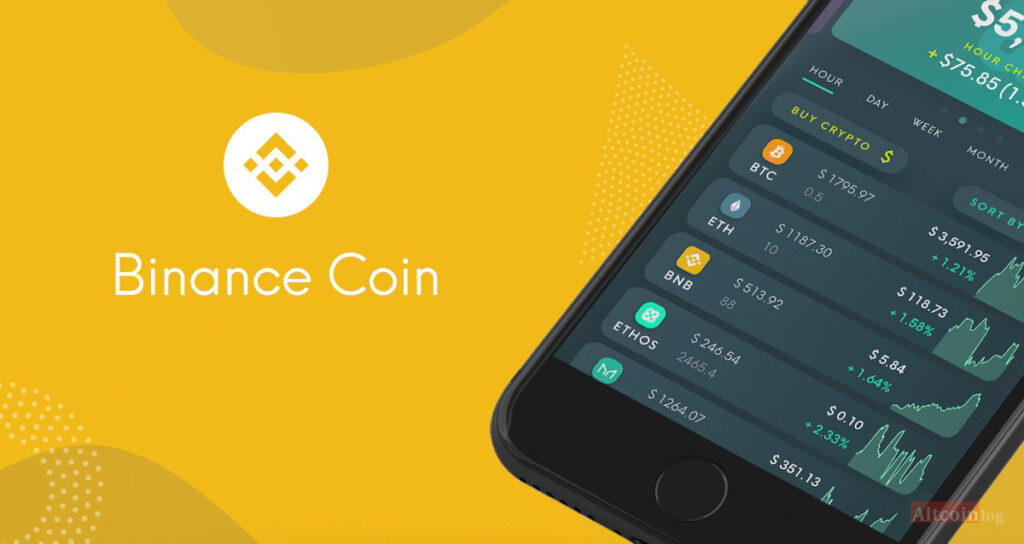 Binance Coin
$5,
HOUR CH
+ $75.85 (1.
HOUR DAY WEEK MONTH
BUY CRYPTO $
SORT BY
BTC $1795.97 $3,591.95
0.5 +1.21%
ETH $1187.30 $118.73
10 +1.58%
BNB $513.92 $5.84
88 +1.64%
ETHOS $246.54 $0.10
2465.4 +2.33%
$1264.07 $351.13
Altcoinlog